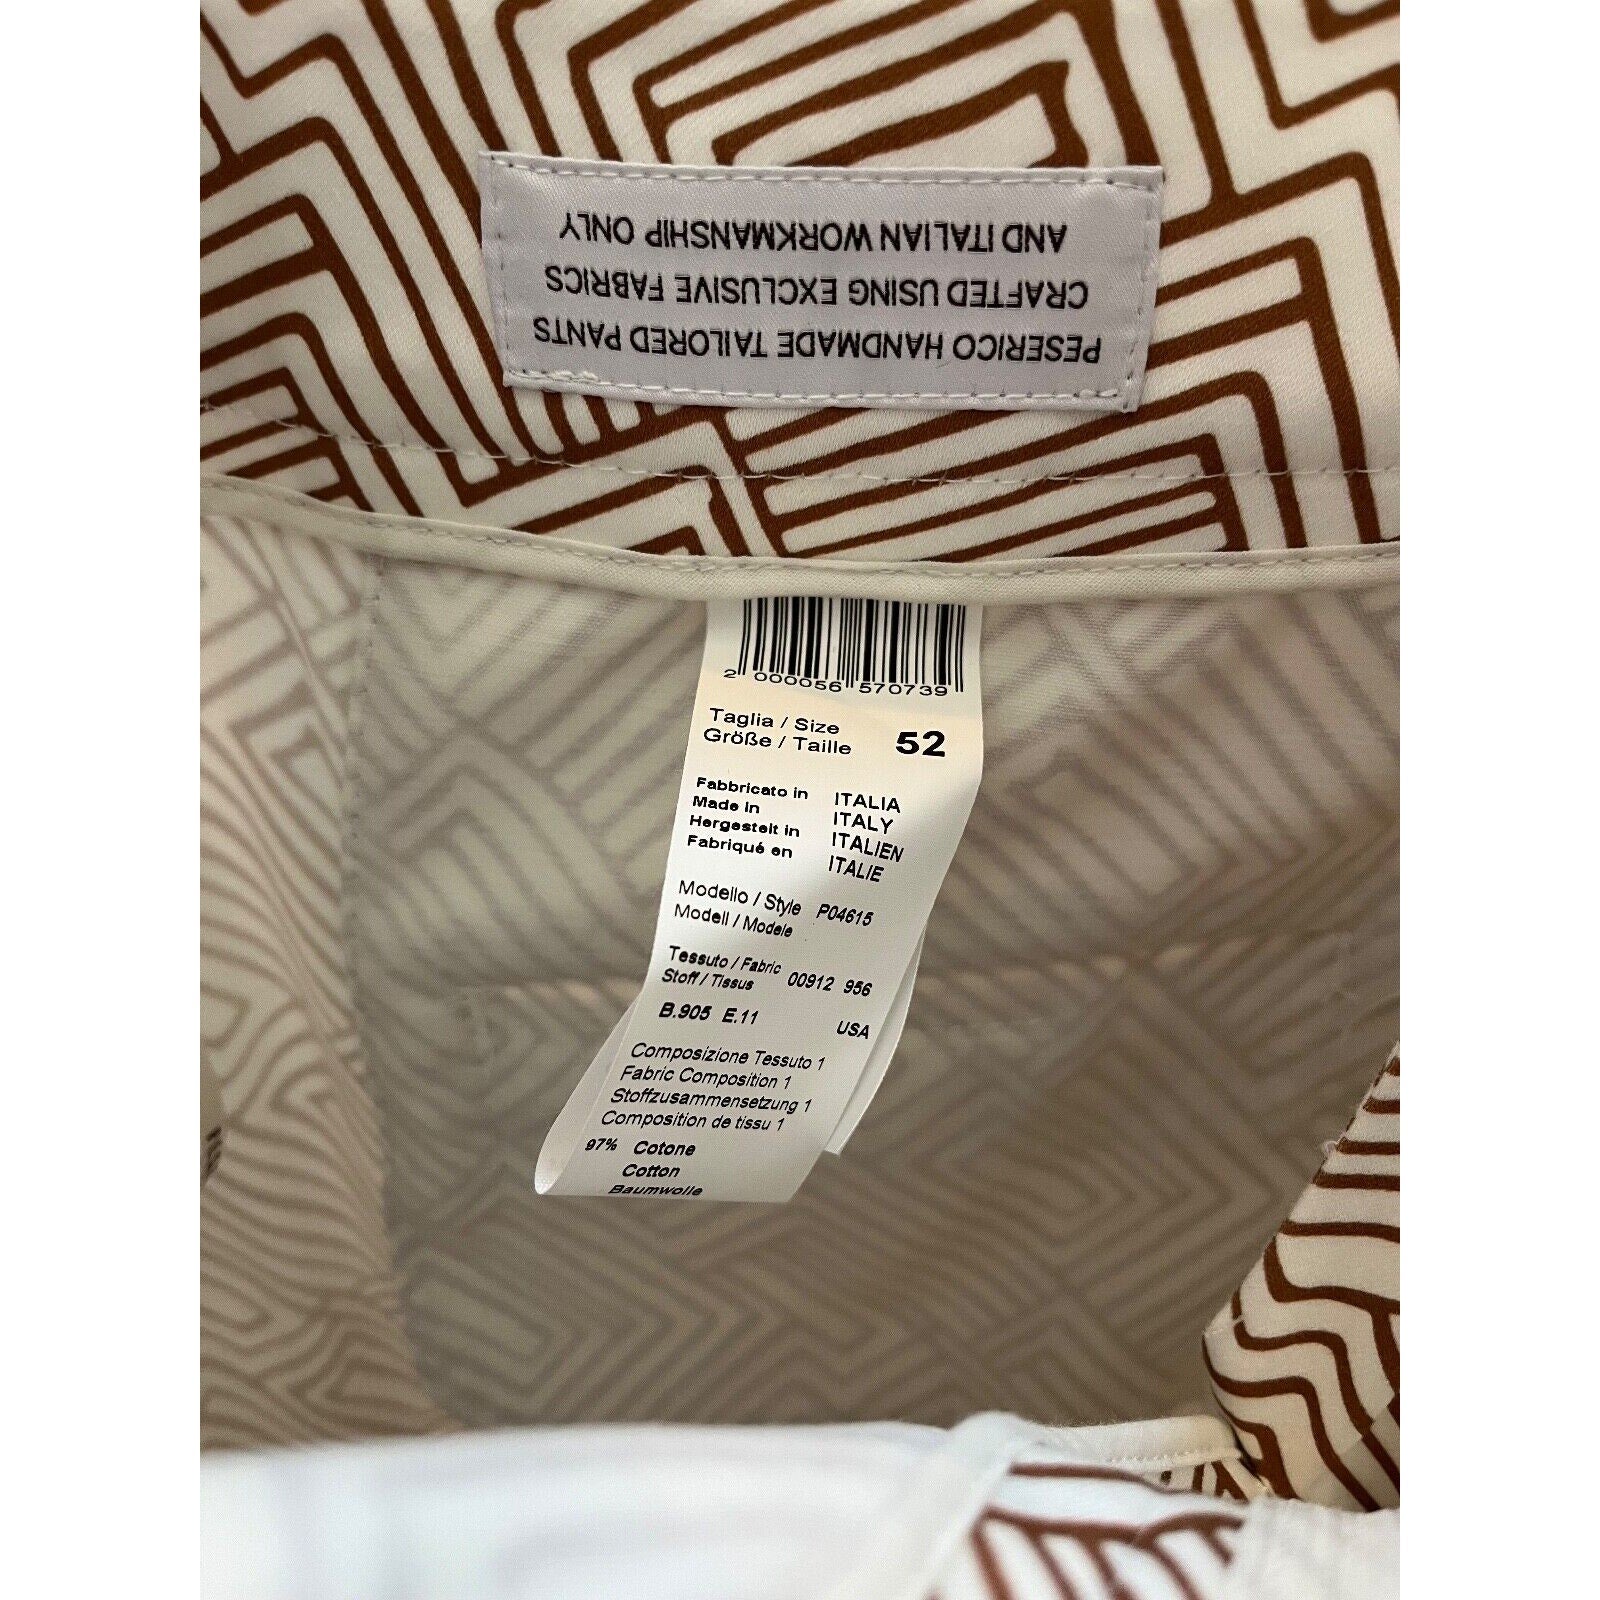 PESERICO HANDMADE TAILORED PANTS
CRAFTED USING EXCLUSIVE FABRICS
AND ITALIAN WORKMANSHIP ONLY
2 000056 570739
Taglia / Size
Größe / Taille 52
Fabbricato in ITALIA
Made in ITALY
Hergestelt in ITALIEN
Fabriqué en ITALIE
Modello / Style P04615
Modell / Modele
Tessuto / Fabric 00912 956
Stoff / Tissus
B.905 E.11 USA
Composizione Tessuto 1
Fabric Composition 1
Stoffzusammensetzung 1
Composition de tissu 1
97% Cotone
Cotton
Baumwolle